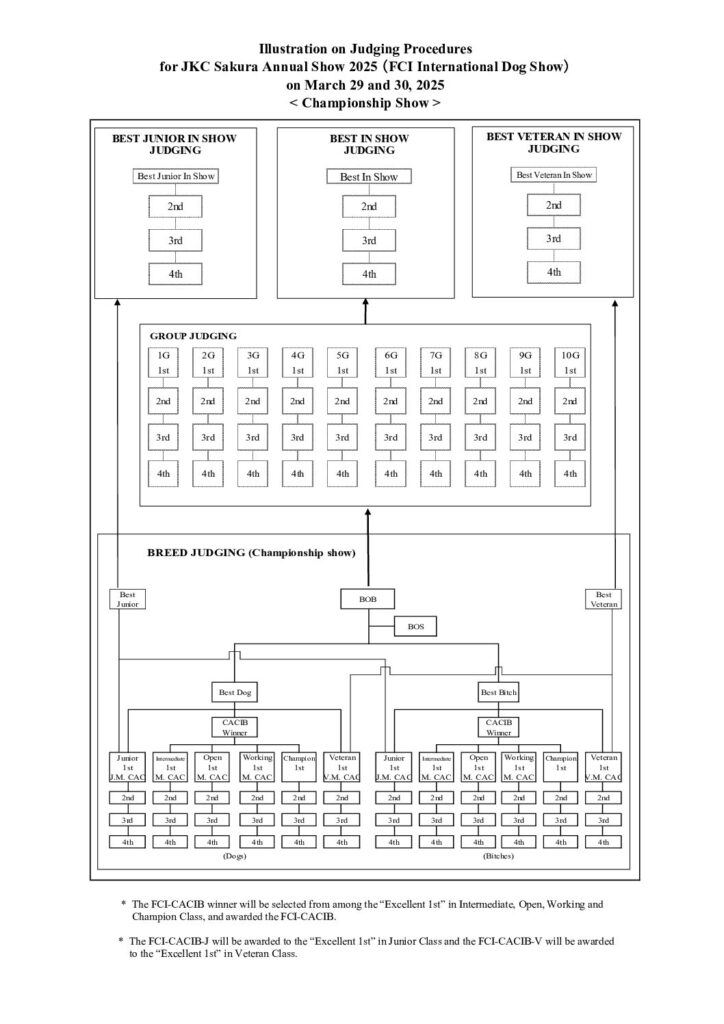 Illustration on Judging Procedures
for JKC Sakura Annual Show 2025 (FCI International Dog Show)
on March 29 and 30, 2025
< Championship Show >
BEST JUNIOR IN SHOW
JUDGING
Best Junior In Show
2nd
3rd
4th
BEST IN SHOW
JUDGING
Best In Show
2nd
3rd
4th
BEST VETERAN IN SHOW
JUDGING
Best Veteran In Show
2nd
3rd
4th
GROUP JUDGING
1G 2G 3G 4G 5G 6G 7G 8G 9G 10G
1st 1st 1st 1st 1st 1st 1st 1st 1st 1st
2nd 2nd 2nd 2nd 2nd 2nd 2nd 2nd 2nd 2nd
3rd 3rd 3rd 3rd 3rd 3rd 3rd 3rd 3rd 3rd
4th 4th 4th 4th 4th 4th 4th 4th 4th 4th
BREED JUDGING (Championship show)
Best
Junior
BOB
Best
Veteran
BOS
Best Dog
Best Bitch
CACIB
Winner
CACIB
Winner
Junior Intermediate Open Working Champion Veteran Junior Intermediate Open Working Champion Veteran
1st 1st 1st 1st 1st 1st 1st 1st 1st 1st 1st 1st
J.M. CAC M. CAC M. CAC M. CAC V.M. CAC J.M. CAC M. CAC M. CAC M. CAC V.M. CAC
2nd 2nd 2nd 2nd 2nd 2nd 2nd 2nd 2nd 2nd 2nd 2nd
3rd 3rd 3rd 3rd 3rd 3rd 3rd 3rd 3rd 3rd 3rd 3rd
4th 4th 4th 4th 4th 4th 4th 4th 4th 4th 4th 4th
(Dogs) (Bitches)
* The FCI-CACIB winner will be selected from among the “Excellent 1st” in Intermediate, Open, Working and
Champion Class, and awarded the FCI-CACIB.
* The FCI-CACIB-J will be awarded to the “Excellent 1st” in Junior Class and the FCI-CACIB-V will be awarded
to the “Excellent 1st” in Veteran Class.